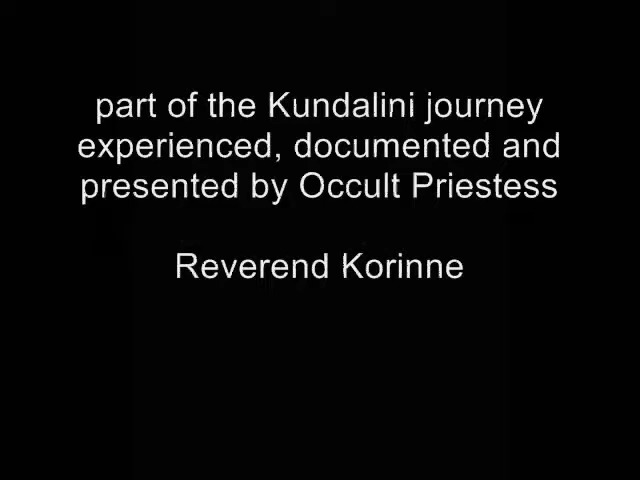 part of the Kundalini journey
experienced, documented and
presented by Occult Priestess
Reverend Korinne